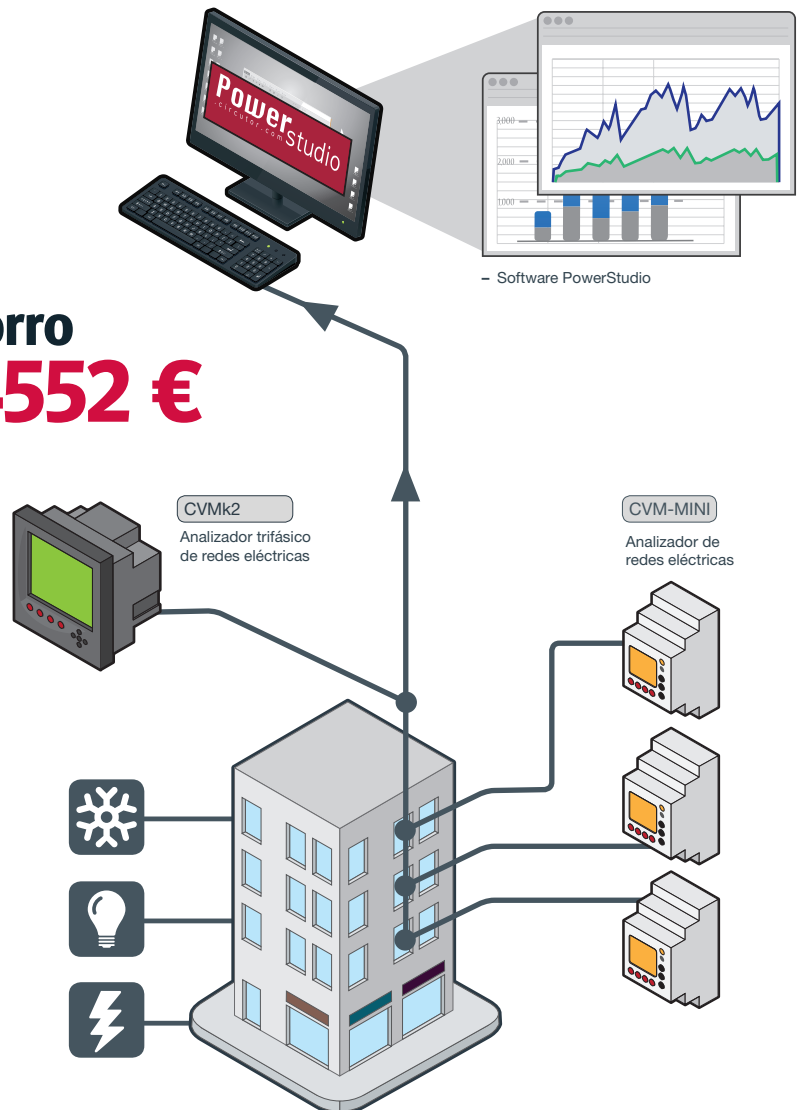 Power
circutor.com
Studio
3,000
2,000
1,000
– Software PowerStudio
orro
4552 €
CVMk2
Analizador trifásico
de redes eléctricas
CVM-MINI
Analizador de
redes eléctricas